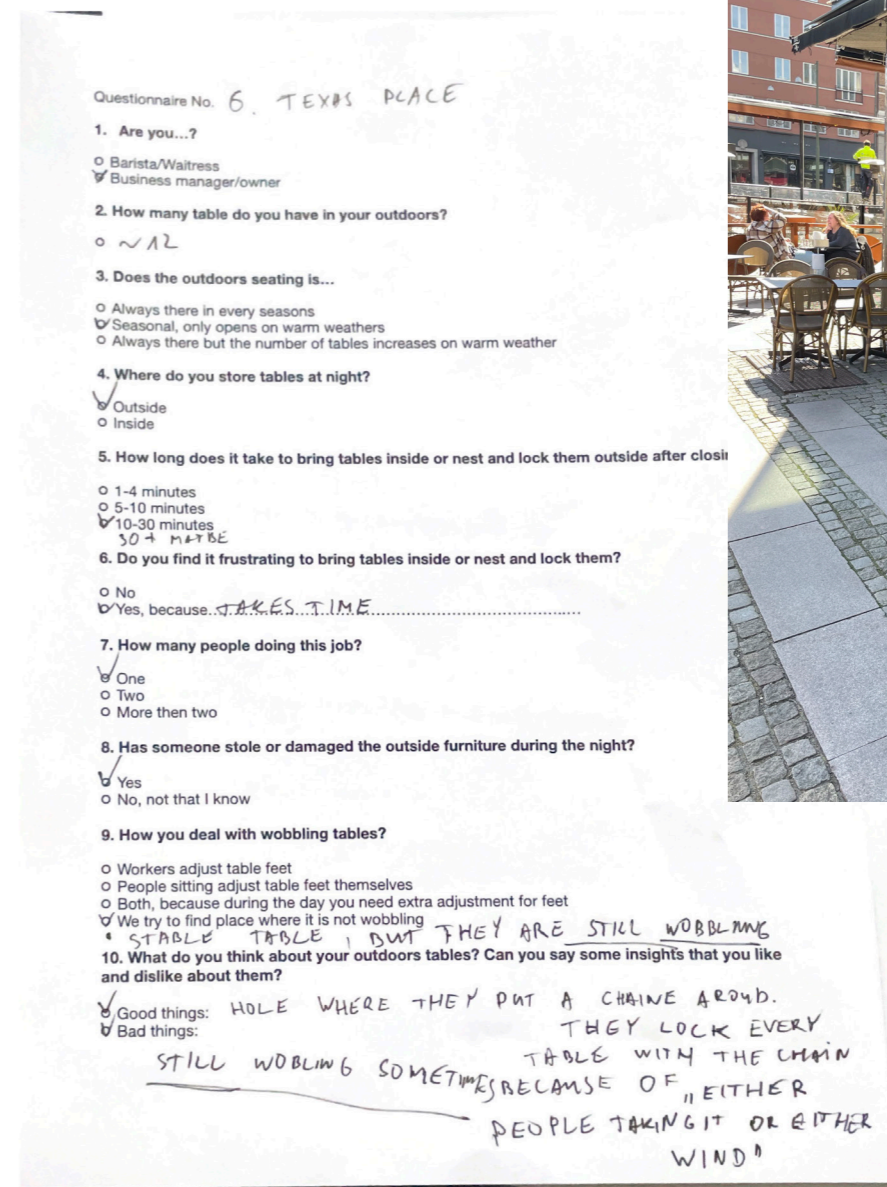 Questionnaire No. 6. TEXAS PLACE
1. Are you...?
o Barista/Waitress
Business manager/owner
2. How many table do you have in your outdoors?
o ~12
3. Does the outdoors seating is...
o Always there in every seasons
Seasonal, only opens on warm weathers
o Always there but the number of tables increases on warm weather
4. Where do you store tables at night?
Outside
o Inside
5. How long does it take to bring tables inside or nest and lock them outside after closin
o 1-4 minutes
o 5-10 minutes
10-30 minutes
30+ MAYBE
6. Do you find it frustrating to bring tables inside or nest and lock them?
o No
Yes, because..TAKES TIME................................................
7. How many people doing this job?
One
o Two
o More then two
8. Has someone stole or damaged the outside furniture during the night?
Yes
o No, not that I know
9. How you deal with wobbling tables?
o Workers adjust table feet
o People sitting adjust table feet themselves
o Both, because during the day you need extra adjustment for feet
We try to find place where it is not wobbling
• STABLE TABLE, BUT THEY ARE STILL WOBBLING
10. What do you think about your outdoors tables? Can you say some insights that you like
and dislike about them?
Good things: HOLE WHERE THEY PUT A CHAINE AROUD.
THEY LOCK EVERY
TABLE WITH THE CHAIN
BECAUSE OF „EITHER
PEOPLE TAKING IT OR EITHER
WIND"
Bad things:
STILL WOBLING SOMETIMES